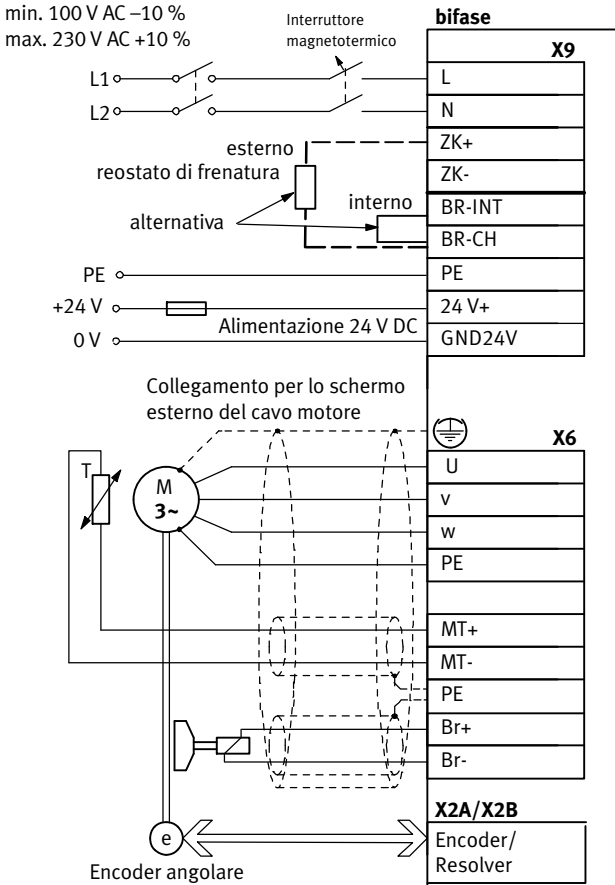 min. 100 V AC –10 %
max. 230 V AC +10 %
Interruttore
magnetotermico
bifase
X9
L1
L
L2
N
ZK+
esterno
reostato di frenatura
ZK-
interno
BR-INT
alternativa
BR-CH
PE
PE
+24 V
24 V+
Alimentazione 24 V DC
0 V
GND24V
Collegamento per lo schermo
esterno del cavo motore
X6
T
M
3~
U
v
w
PE
MT+
MT-
PE
Br+
Br-
X2A/X2B
e
Encoder/
Resolver
Encoder angolare